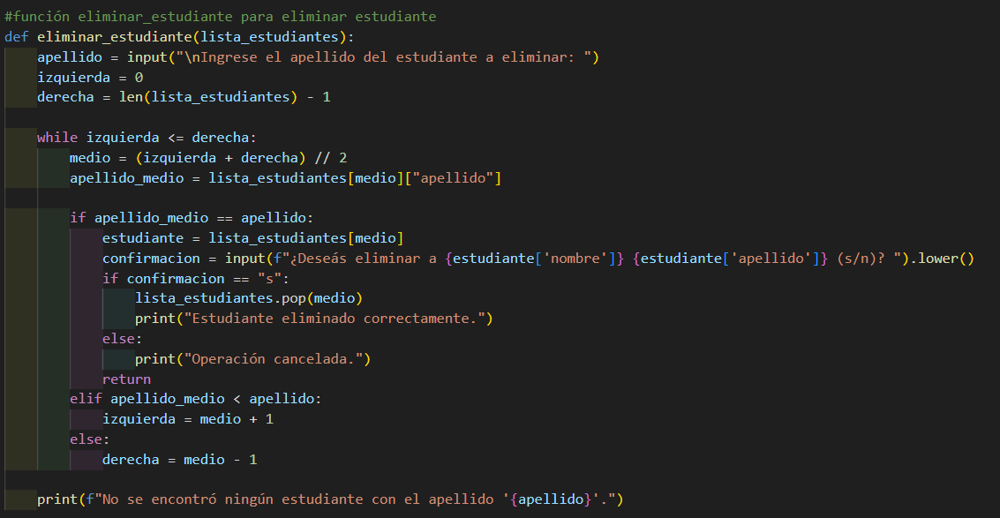 #función eliminar_estudiante para eliminar estudiante
def eliminar_estudiante(lista_estudiantes):
    apellido = input("\nIngrese el apellido del estudiante a eliminar: ")
    izquierda = 0
    derecha = len(lista_estudiantes) - 1

    while izquierda <= derecha:
        medio = (izquierda + derecha) // 2
        apellido_medio = lista_estudiantes[medio]["apellido"]

        if apellido_medio == apellido:
            estudiante = lista_estudiantes[medio]
            confirmacion = input(f"¿Deseás eliminar a {estudiante['nombre']} {estudiante['apellido']} (s/n)? ").lower()
            if confirmacion == "s":
                lista_estudiantes.pop(medio)
                print("Estudiante eliminado correctamente.")
            else:
                print("Operación cancelada.")
            return
        elif apellido_medio < apellido:
            izquierda = medio + 1
        else:
            derecha = medio - 1

    print(f"No se encontró ningún estudiante con el apellido '{apellido}'.")